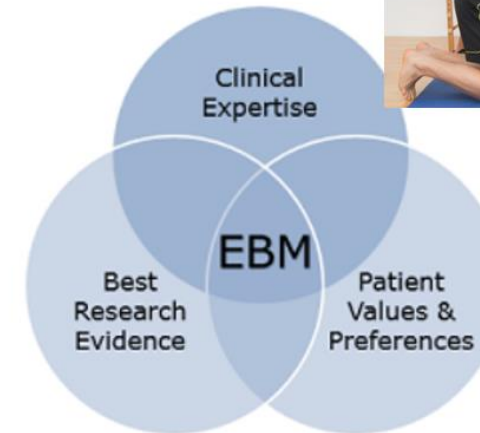 Clinical
Expertise
EBM
Best
Research
Evidence
Patient
Values &
Preferences